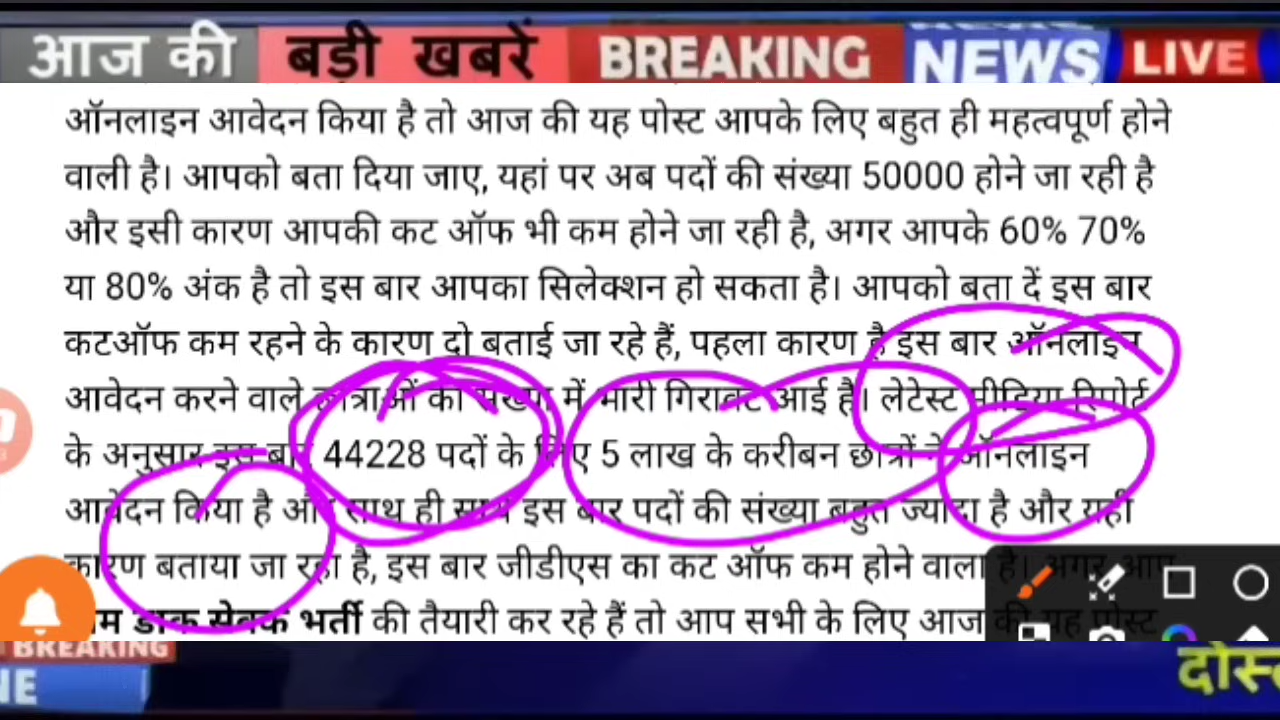 आज की बड़ी खबरें BREAKING NEWS LIVE
ऑनलाइन आवेदन किया है तो आज की यह पोस्ट आपके लिए बहुत ही महत्वपूर्ण होने
वाली है। आपको बता दिया जाए, यहां पर अब पदों की संख्या 50000 होने जा रही है
और इसी कारण आपकी कट ऑफ भी कम होने जा रही है, अगर आपके 60% 70%
या 80% अंक है तो इस बार आपका सिलेक्शन हो सकता है। आपको बता दें इस बार
कटऑफ कम रहने के कारण दो बताई जा रहे हैं, पहला कारण है इस बार ऑनलाइन
आवेदन करने वाले छात्राओं की संख्या में भारी गिरावट आई है। लेटेस्ट मीडिया रिपोर्ट
के अनुसार इस बार 44228 पदों के लिए 5 लाख के करीबन छात्रों ने ऑनलाइन
आवेदन किया है और साथ ही साथ इस बार पदों की संख्या बहुत ज्यादा है और यही
कारण बताया जा रहा है, इस बार जीडीएस का कट ऑफ कम होने वाला है। अगर आप
डाक सेवक भर्ती की तैयारी कर रहे हैं तो आप सभी के लिए आज की यह पोस्ट
BREAKING